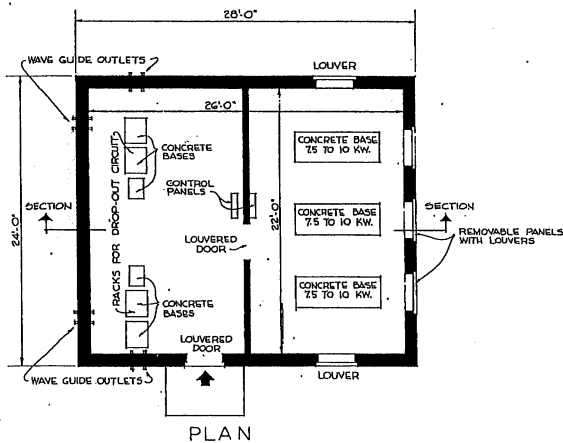 28'-0"
WAVE GUIDE OUTLETS
LOUVER
26'-0"
RACKS FOR DROP-OUT CIRCUITS
CONCRETE
BASES
CONCRETE BASE
7.5 TO 10 KW.
CONTROL
PANELS
SECTION
SECTION
24'-0"
22'-0"
CONCRETE BASE
7.5 TO 10 KW.
REMOVABLE PANELS
WITH LOUVERS
LOUVERED
DOOR
CONCRETE BASE
7.5 TO 10 KW.
CONCRETE
BASES
LOUVERED
DOOR
WAVE GUIDE OUTLETS
LOUVER
PLAN